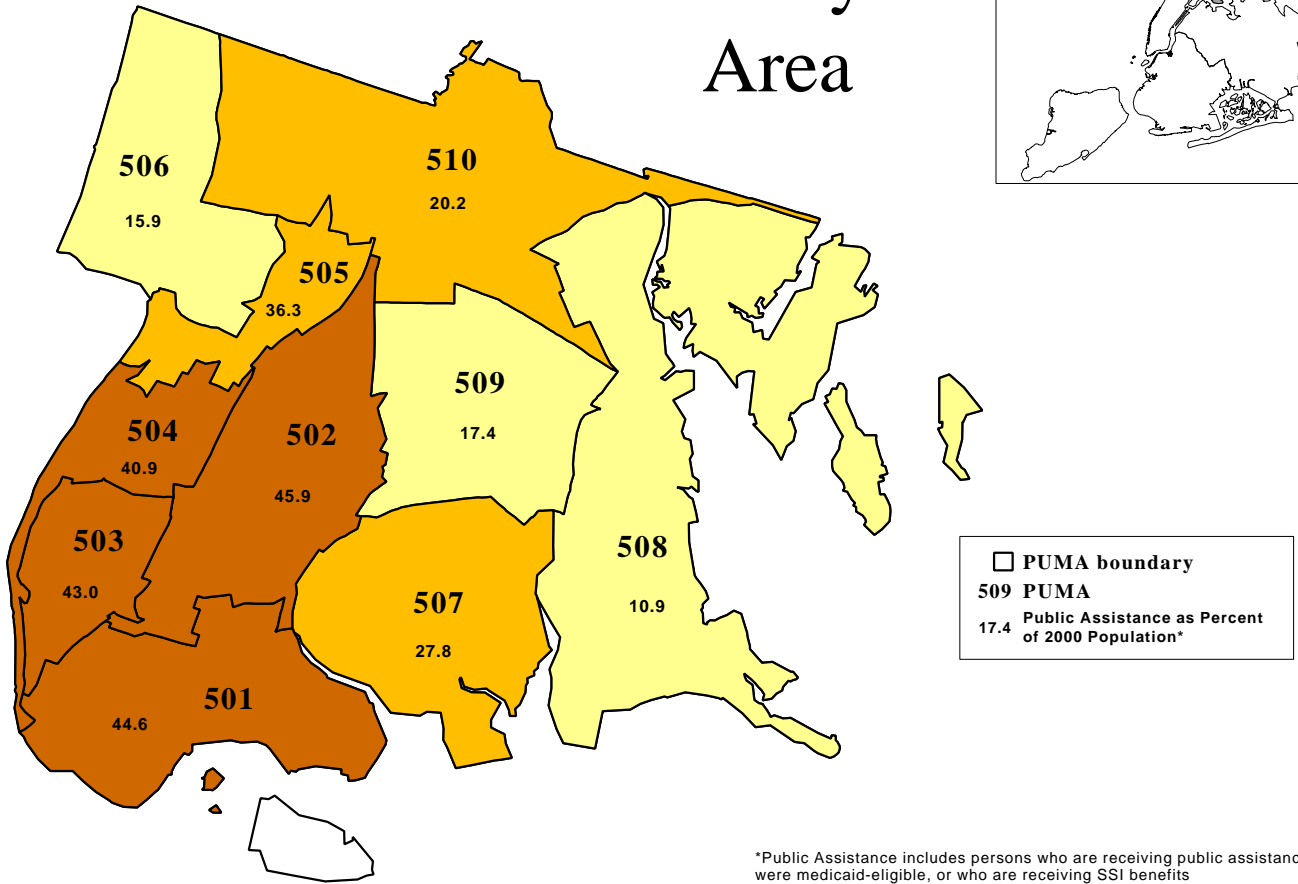 Area
506
15.9
510
20.2
505
36.3
509
17.4
504
40.9
502
45.9
503
43.0
508
10.9
507
27.8
501
44.6
PUMA boundary
509 PUMA
17.4 Public Assistance as Percent
of 2000 Population*
*Public Assistance includes persons who are receiving public
were medicaid-eligible, or who are receiving SSI benefits